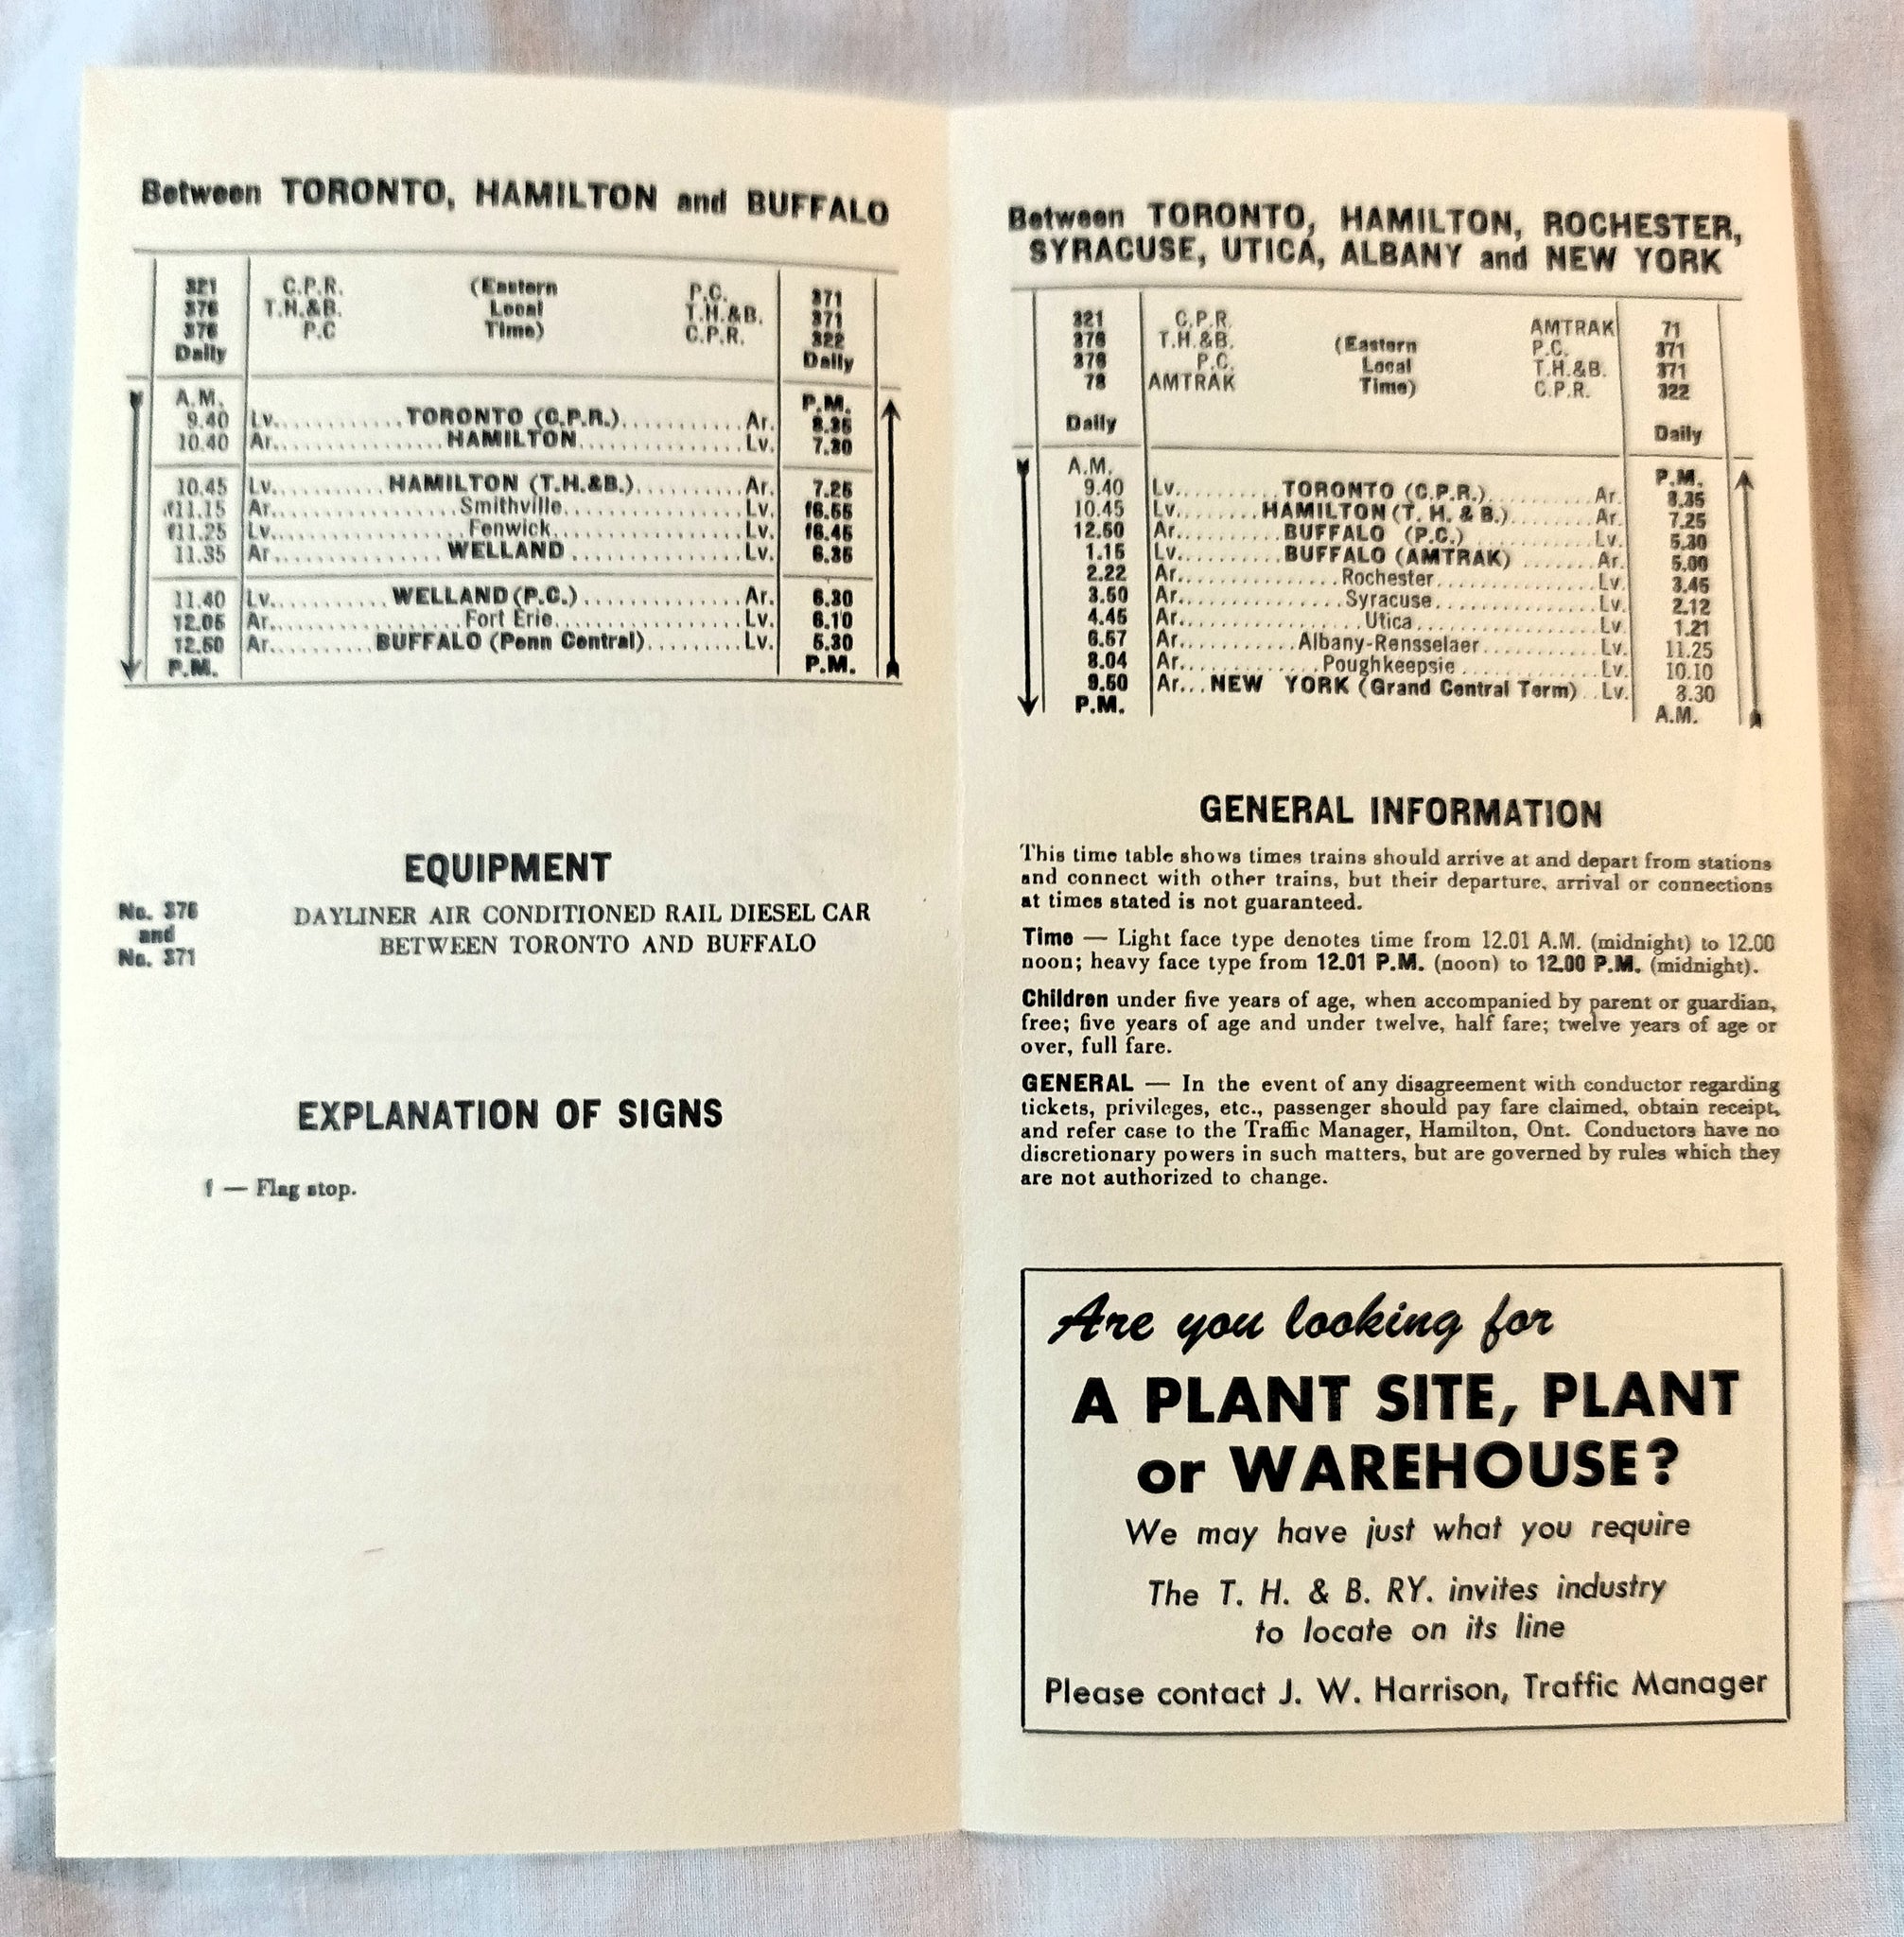 Between TORONTO, HAMILTON and BUFFALO
321 C.P.R. (Eastern P.C. 371
376 T.H.&B. Local T.H.&B. 371
376 P.C Time) C.P.R. 322
Daily Daily
A.M. P.M.
9.40 Lv. TORONTO (C.P.R.) Ar. 8.35
10.40 Ar. HAMILTON Lv. 7.30
10.45 Lv. HAMILTON (T.H.&B.) Ar. 7.25
f11.15 Ar. Smithville Lv. f6.55
f11.25 Lv. Fenwick Lv. f6.45
11.35 Ar. WELLAND Lv. 6.35
11.40 Lv. WELLAND (P.C.) Ar. 6.30
12.05 Ar. Fort Erie Lv. 6.10
12.50 Ar. BUFFALO (Penn Central) Lv. 5.30
P.M. P.M.
EQUIPMENT
No. 376 DAYLINER AIR CONDITIONED RAIL DIESEL CAR
and
No. 371 BETWEEN TORONTO AND BUFFALO
EXPLANATION OF SIGNS
f — Flag stop.
Between TORONTO, HAMILTON, ROCHESTER,
SYRACUSE, UTICA, ALBANY and NEW YORK
321 C.P.R. AMTRAK 71
376 T.H.&B. (Eastern P.C. 371
376 P.C. Local T.H.&B. 371
78 AMTRAK Time) C.P.R. 322
Daily Daily
A.M. P.M.
9.40 Lv. TORONTO (C.P.R.) Ar. 8.35
10.45 Lv. HAMILTON (T. H. & B.) Ar. 7.25
12.50 Ar. BUFFALO (P.C.) Lv. 5.30
1.15 Lv. BUFFALO (AMTRAK) Ar. 5.00
2.22 Ar. Rochester Lv. 3.45
3.50 Ar. Syracuse Lv. 2.12
4.45 Ar. Utica Lv. 1.21
6.57 Ar. Albany-Rensselaer Lv. 11.25
8.04 Ar. Poughkeepsie Lv. 10.10
9.50 Ar. NEW YORK (Grand Central Term) Lv. 8.30
P.M. A.M.
GENERAL INFORMATION
This time table shows times trains should arrive at and depart from stations
and connect with other trains, but their departure, arrival or connections
at times stated is not guaranteed.
Time — Light face type denotes time from 12.01 A.M. (midnight) to 12.00
noon; heavy face type from 12.01 P.M. (noon) to 12.00 P.M. (midnight).
Children under five years of age, when accompanied by parent or guardian,
free; five years of age and under twelve, half fare; twelve years of age or
over, full fare.
GENERAL — In the event of any disagreement with conductor regarding
tickets, privileges, etc., passenger should pay fare claimed, obtain receipt,
and refer case to the Traffic Manager, Hamilton, Ont. Conductors have no
discretionary powers in such matters, but are governed by rules which they
are not authorized to change.
Are you looking for
A PLANT SITE, PLANT
or WAREHOUSE?
We may have just what you require
The T. H. & B. RY. invites industry
to locate on its line
Please contact J. W. Harrison, Traffic Manager